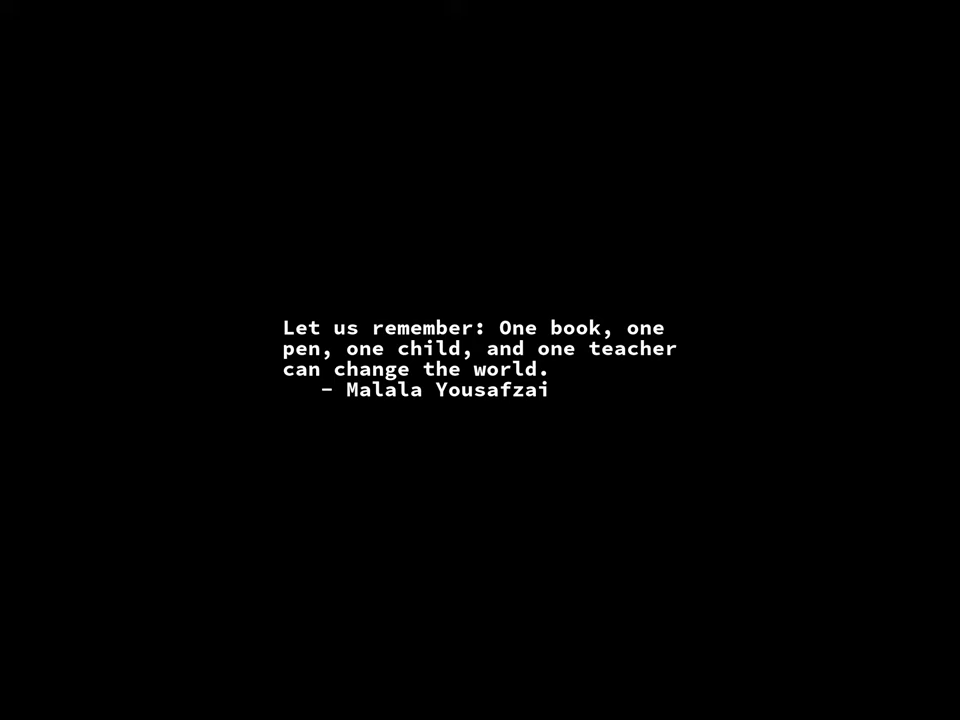 Let us remember: One book, one
pen, one child, and one teacher
can change the world.
- Malala Yousafzai